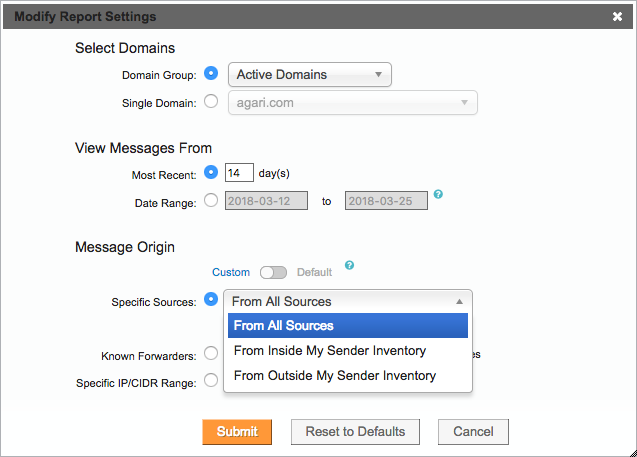 Modify Report Settings ×
Select Domains
Domain Group: Active Domains
Single Domain: agari.com
View Messages From
Most Recent: 14 day(s)
Date Range: 2018-03-12 to 2018-03-25 ?
Message Origin
Custom Default ?
Specific Sources: From All Sources
From All Sources
From Inside My Sender Inventory
Known Forwarders:
From Outside My Sender Inventory
Specific IP/CIDR Range:
Submit Reset to Defaults Cancel